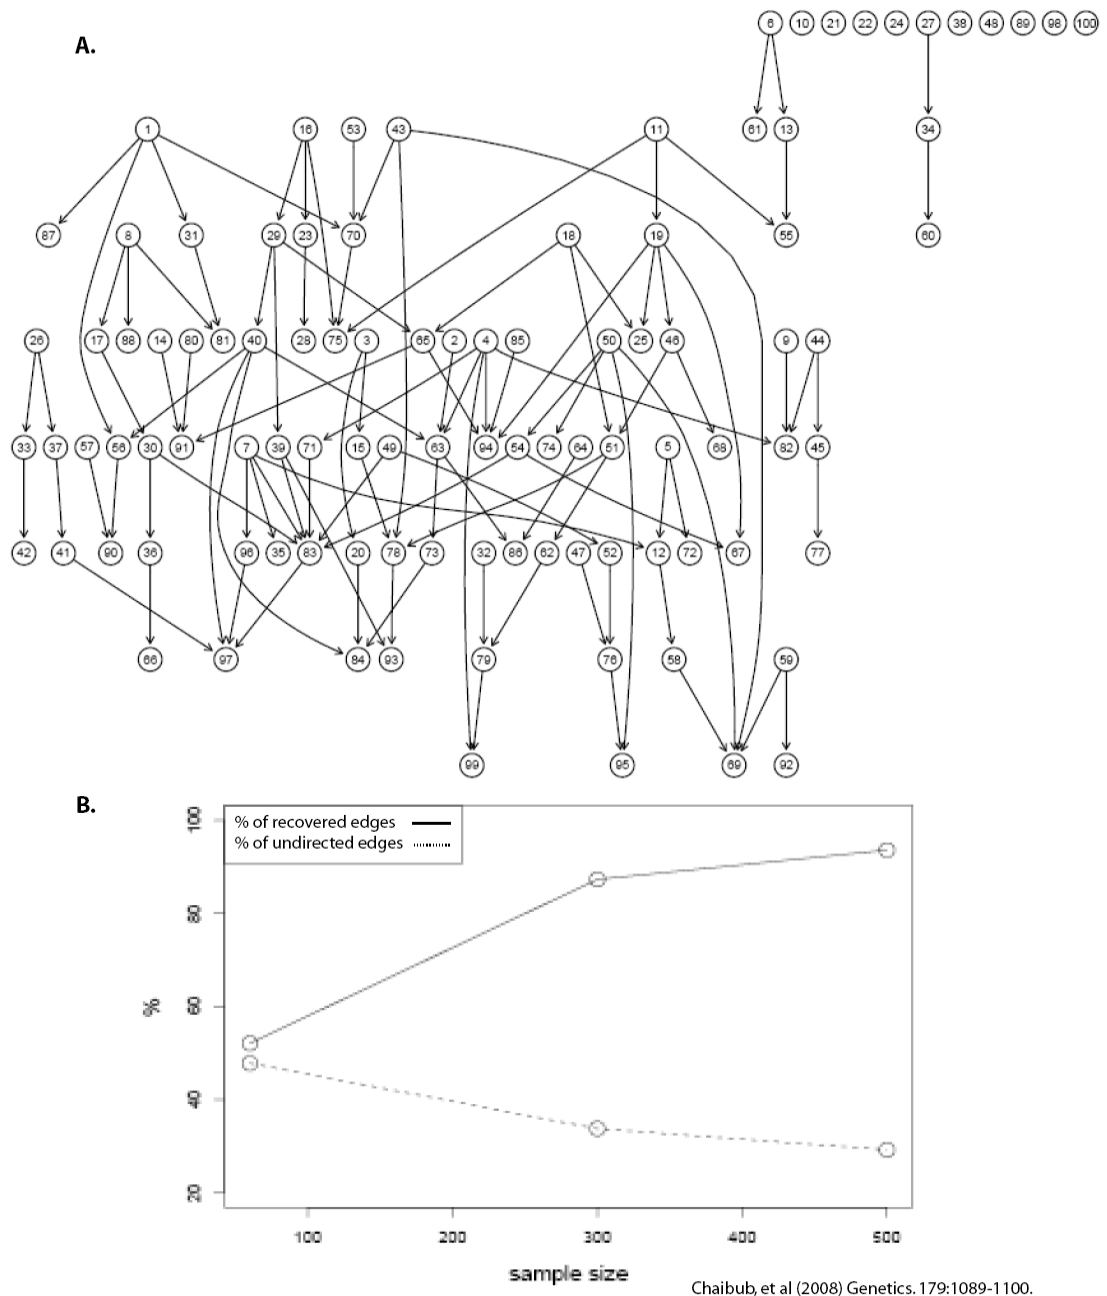 A.
6 10 21 22 24 27 38 48 89 98 100
1 16 53 43 11 61 13 34
87 8 31 29 23 70 18 19 55 60
26 17 88 14 80 81 40 28 75 3 65 2 4 85 50 25 46 9 44
33 37 57 56 30 91 7 39 71 15 49 63 94 54 74 64 51 5 68 82 45
42 41 90 36 96 35 83 20 78 73 32 86 62 47 52 12 72 67 77
66 97 84 93 79 76 58 59
99 95 69 92
B.
% of recovered edges
% of undirected edges
100
80
60
40
20
%
100 200 300 400 500
sample size
Chaibub, et al (2008) Genetics. 179:1089-1100.